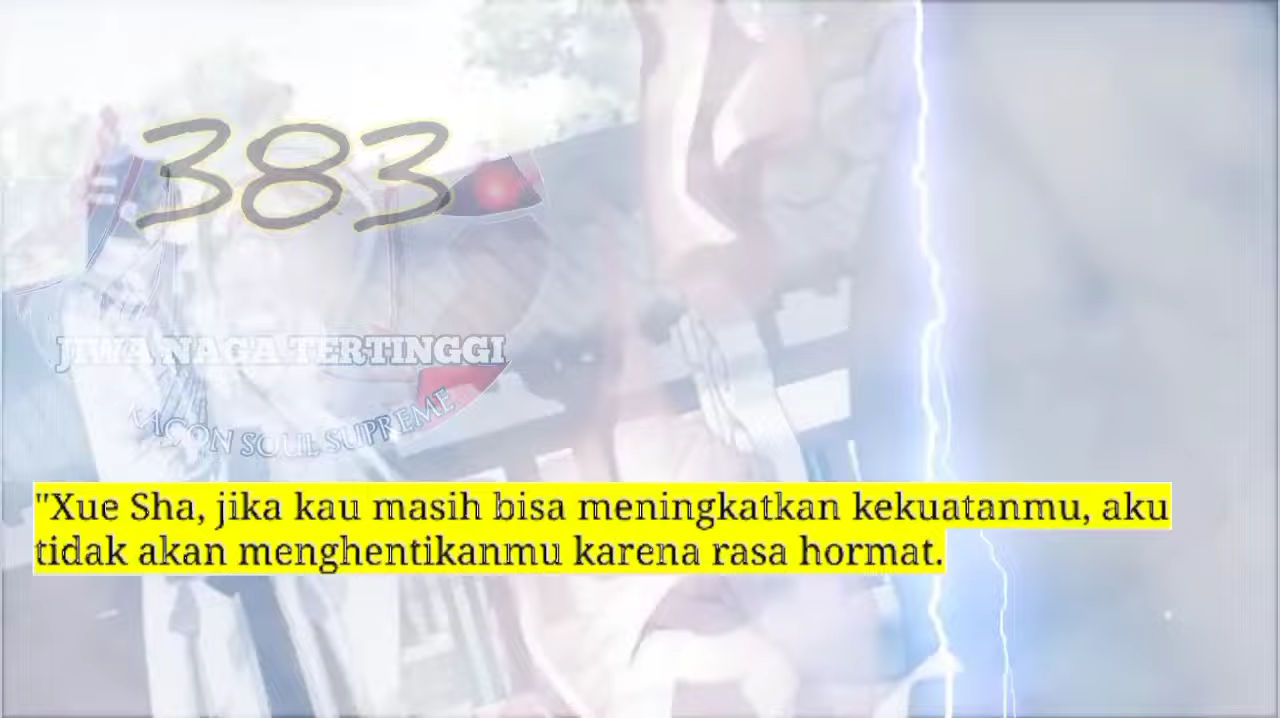 383
JIWA NAGA TERTINGGI
SOUL SUPREME
"Xue Sha, jika kau masih bisa meningkatkan kekuatanmu, aku
tidak akan menghentikanmu karena rasa hormat.